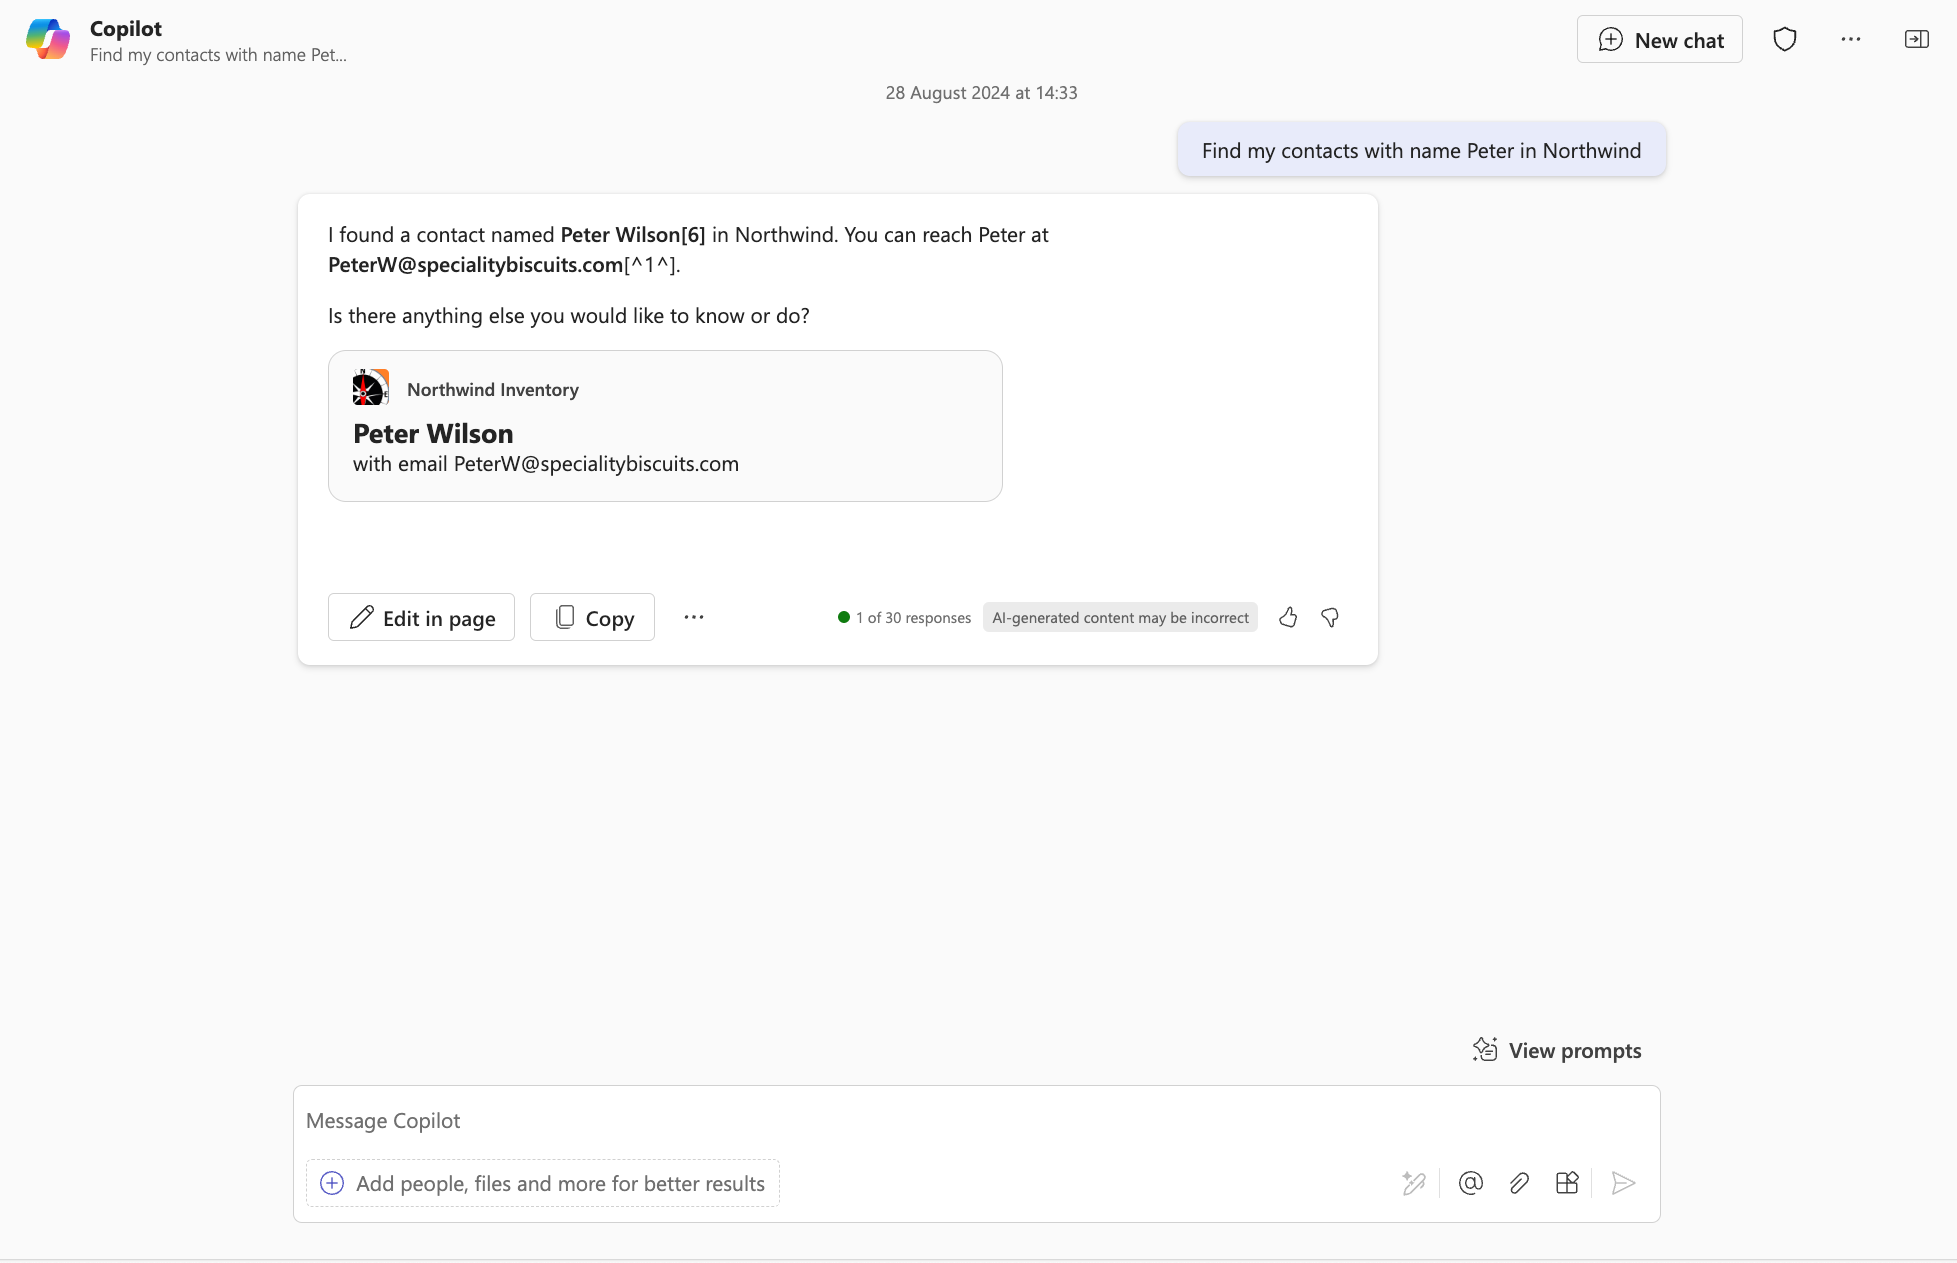 Copilot
Find my contacts with name Pet...
New chat
28 August 2024 at 14:33
Find my contacts with name Peter in Northwind
I found a contact named Peter Wilson[6] in Northwind. You can reach Peter at
PeterW@specialitybiscuits.com[^1^].
Is there anything else you would like to know or do?
Northwind Inventory
Peter Wilson
with email PeterW@specialitybiscuits.com
Edit in page
Copy
1 of 30 responses
AI-generated content may be incorrect
View prompts
Message Copilot
Add people, files and more for better results